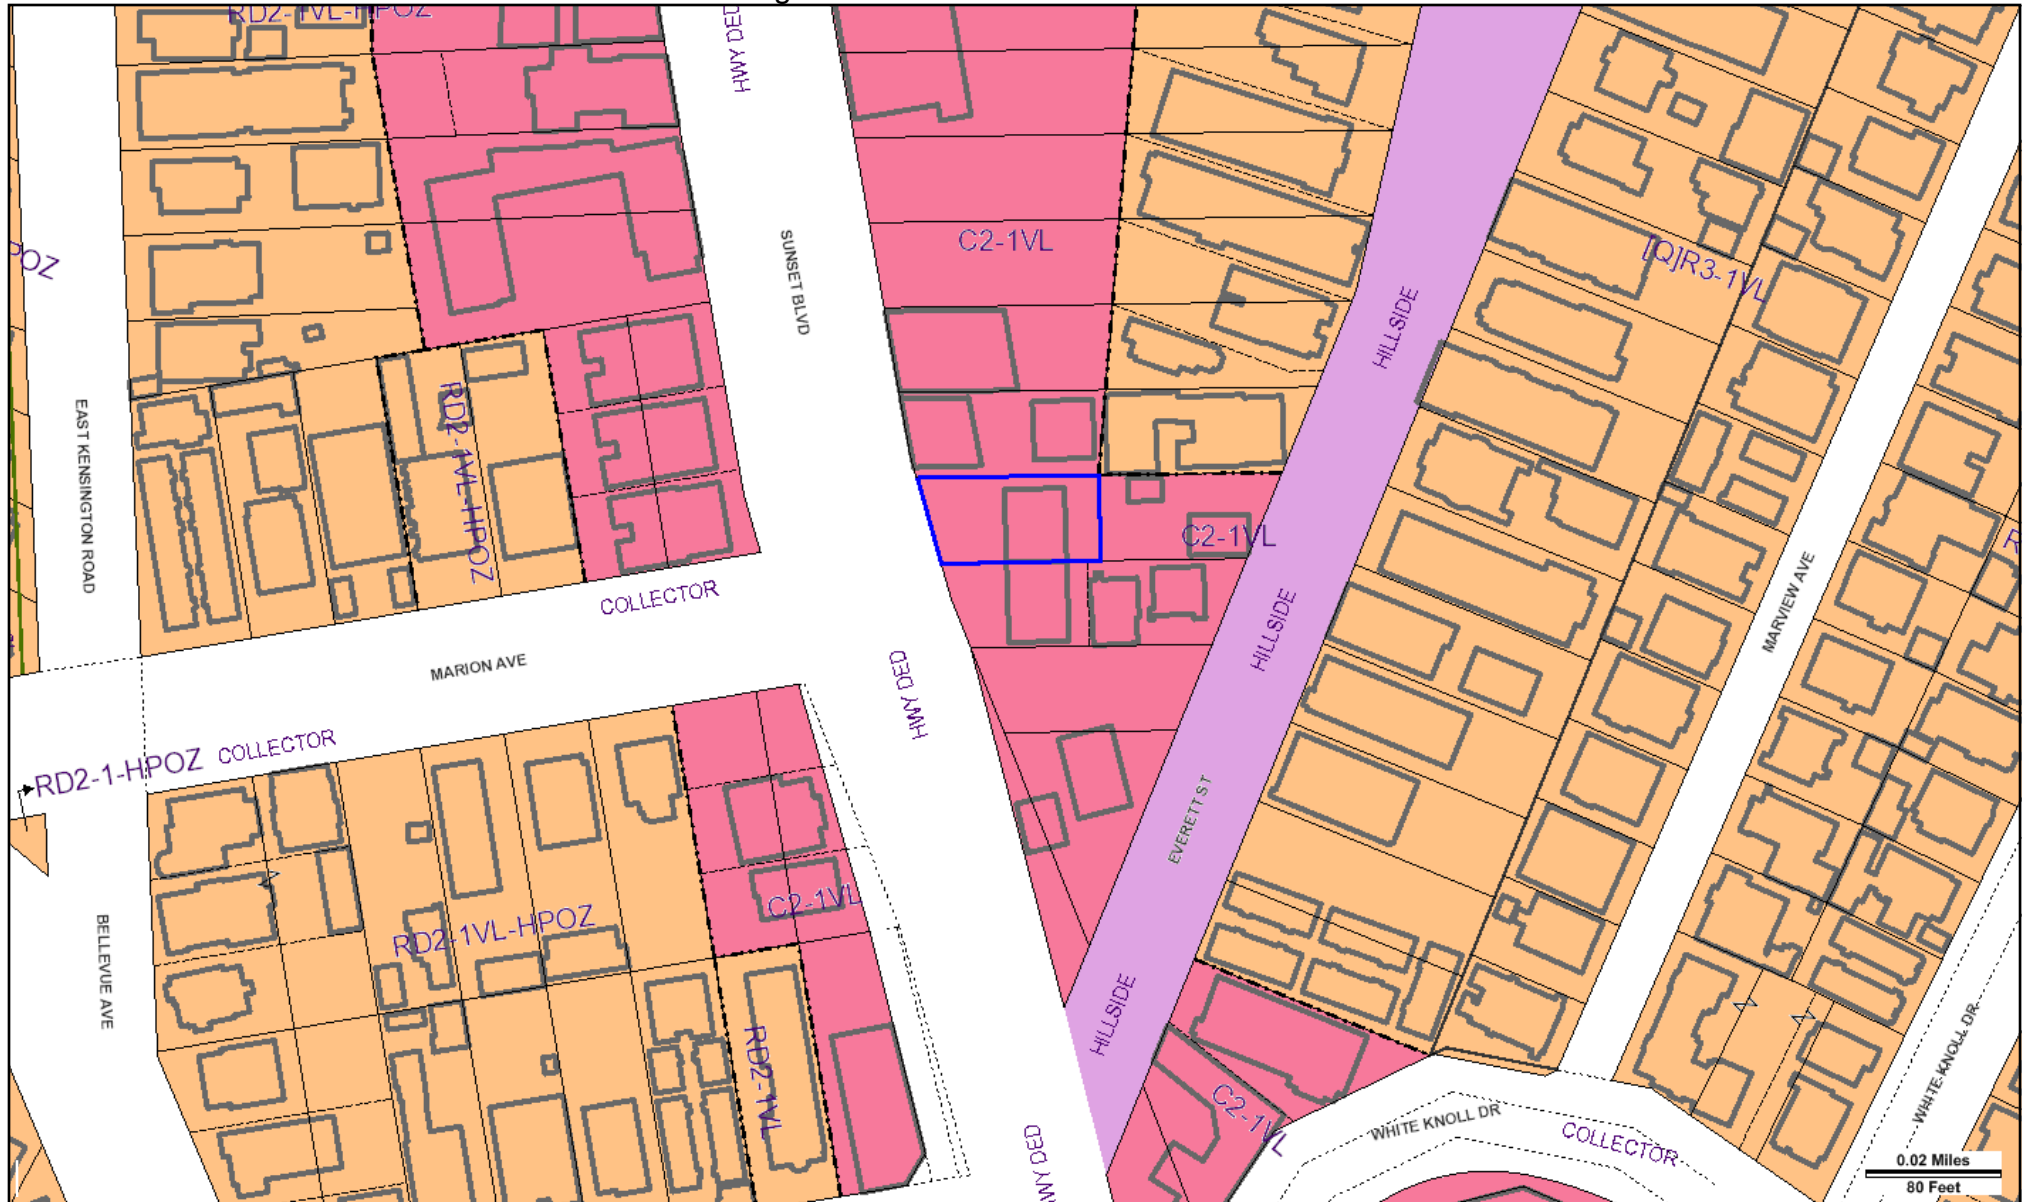 RD2-1VL-HPOZ
HWY DED
SUNSET BLVD
C2-1VL
[Q]R3-1VL
POZ
HILLSIDE
EAST KENSINGTON ROAD
RD2-1VL-HPOZ
C2-1VL
COLLECTOR
HILLSIDE
MARVIEW AVE
MARION AVE
HWY DED
COLLECTOR
RD2-1-HPOZ
EVERETT ST
C2-1VL
RD2-1VL-HPOZ
BELLEVUE AVE
HILLSIDE
RD2-1VL
WHITE KNOLL DR
C2-1VL
WHITE KNOLL DR
COLLECTOR
HWY DED
0.02 Miles
80 Feet